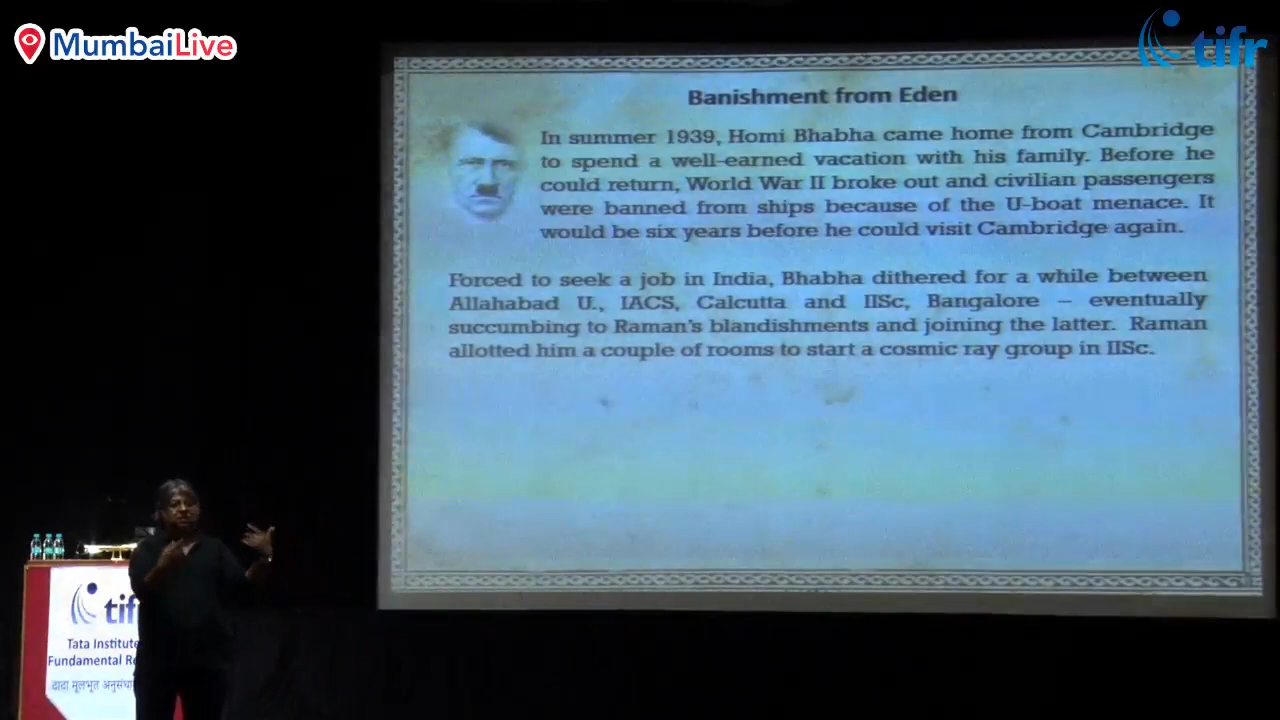 MumbaiLive
tifr
Banishment from Eden
In summer 1939, Homi Bhabha came home from Cambridge
to spend a well-earned vacation with his family. Before he
could return, World War II broke out and civilian passengers
were banned from ships because of the U-boat menace. It
would be six years before he could visit Cambridge again.
Forced to seek a job in India, Bhabha dithered for a while between
Allahabad U., IACS, Calcutta and IISc, Bangalore – eventually
succumbing to Raman's blandishments and joining the latter. Raman
allotted him a couple of rooms to start a cosmic ray group in IISc.
tifr
Tata Institute
Fundamental Re
टाटा मूलभूत अनुसंधा